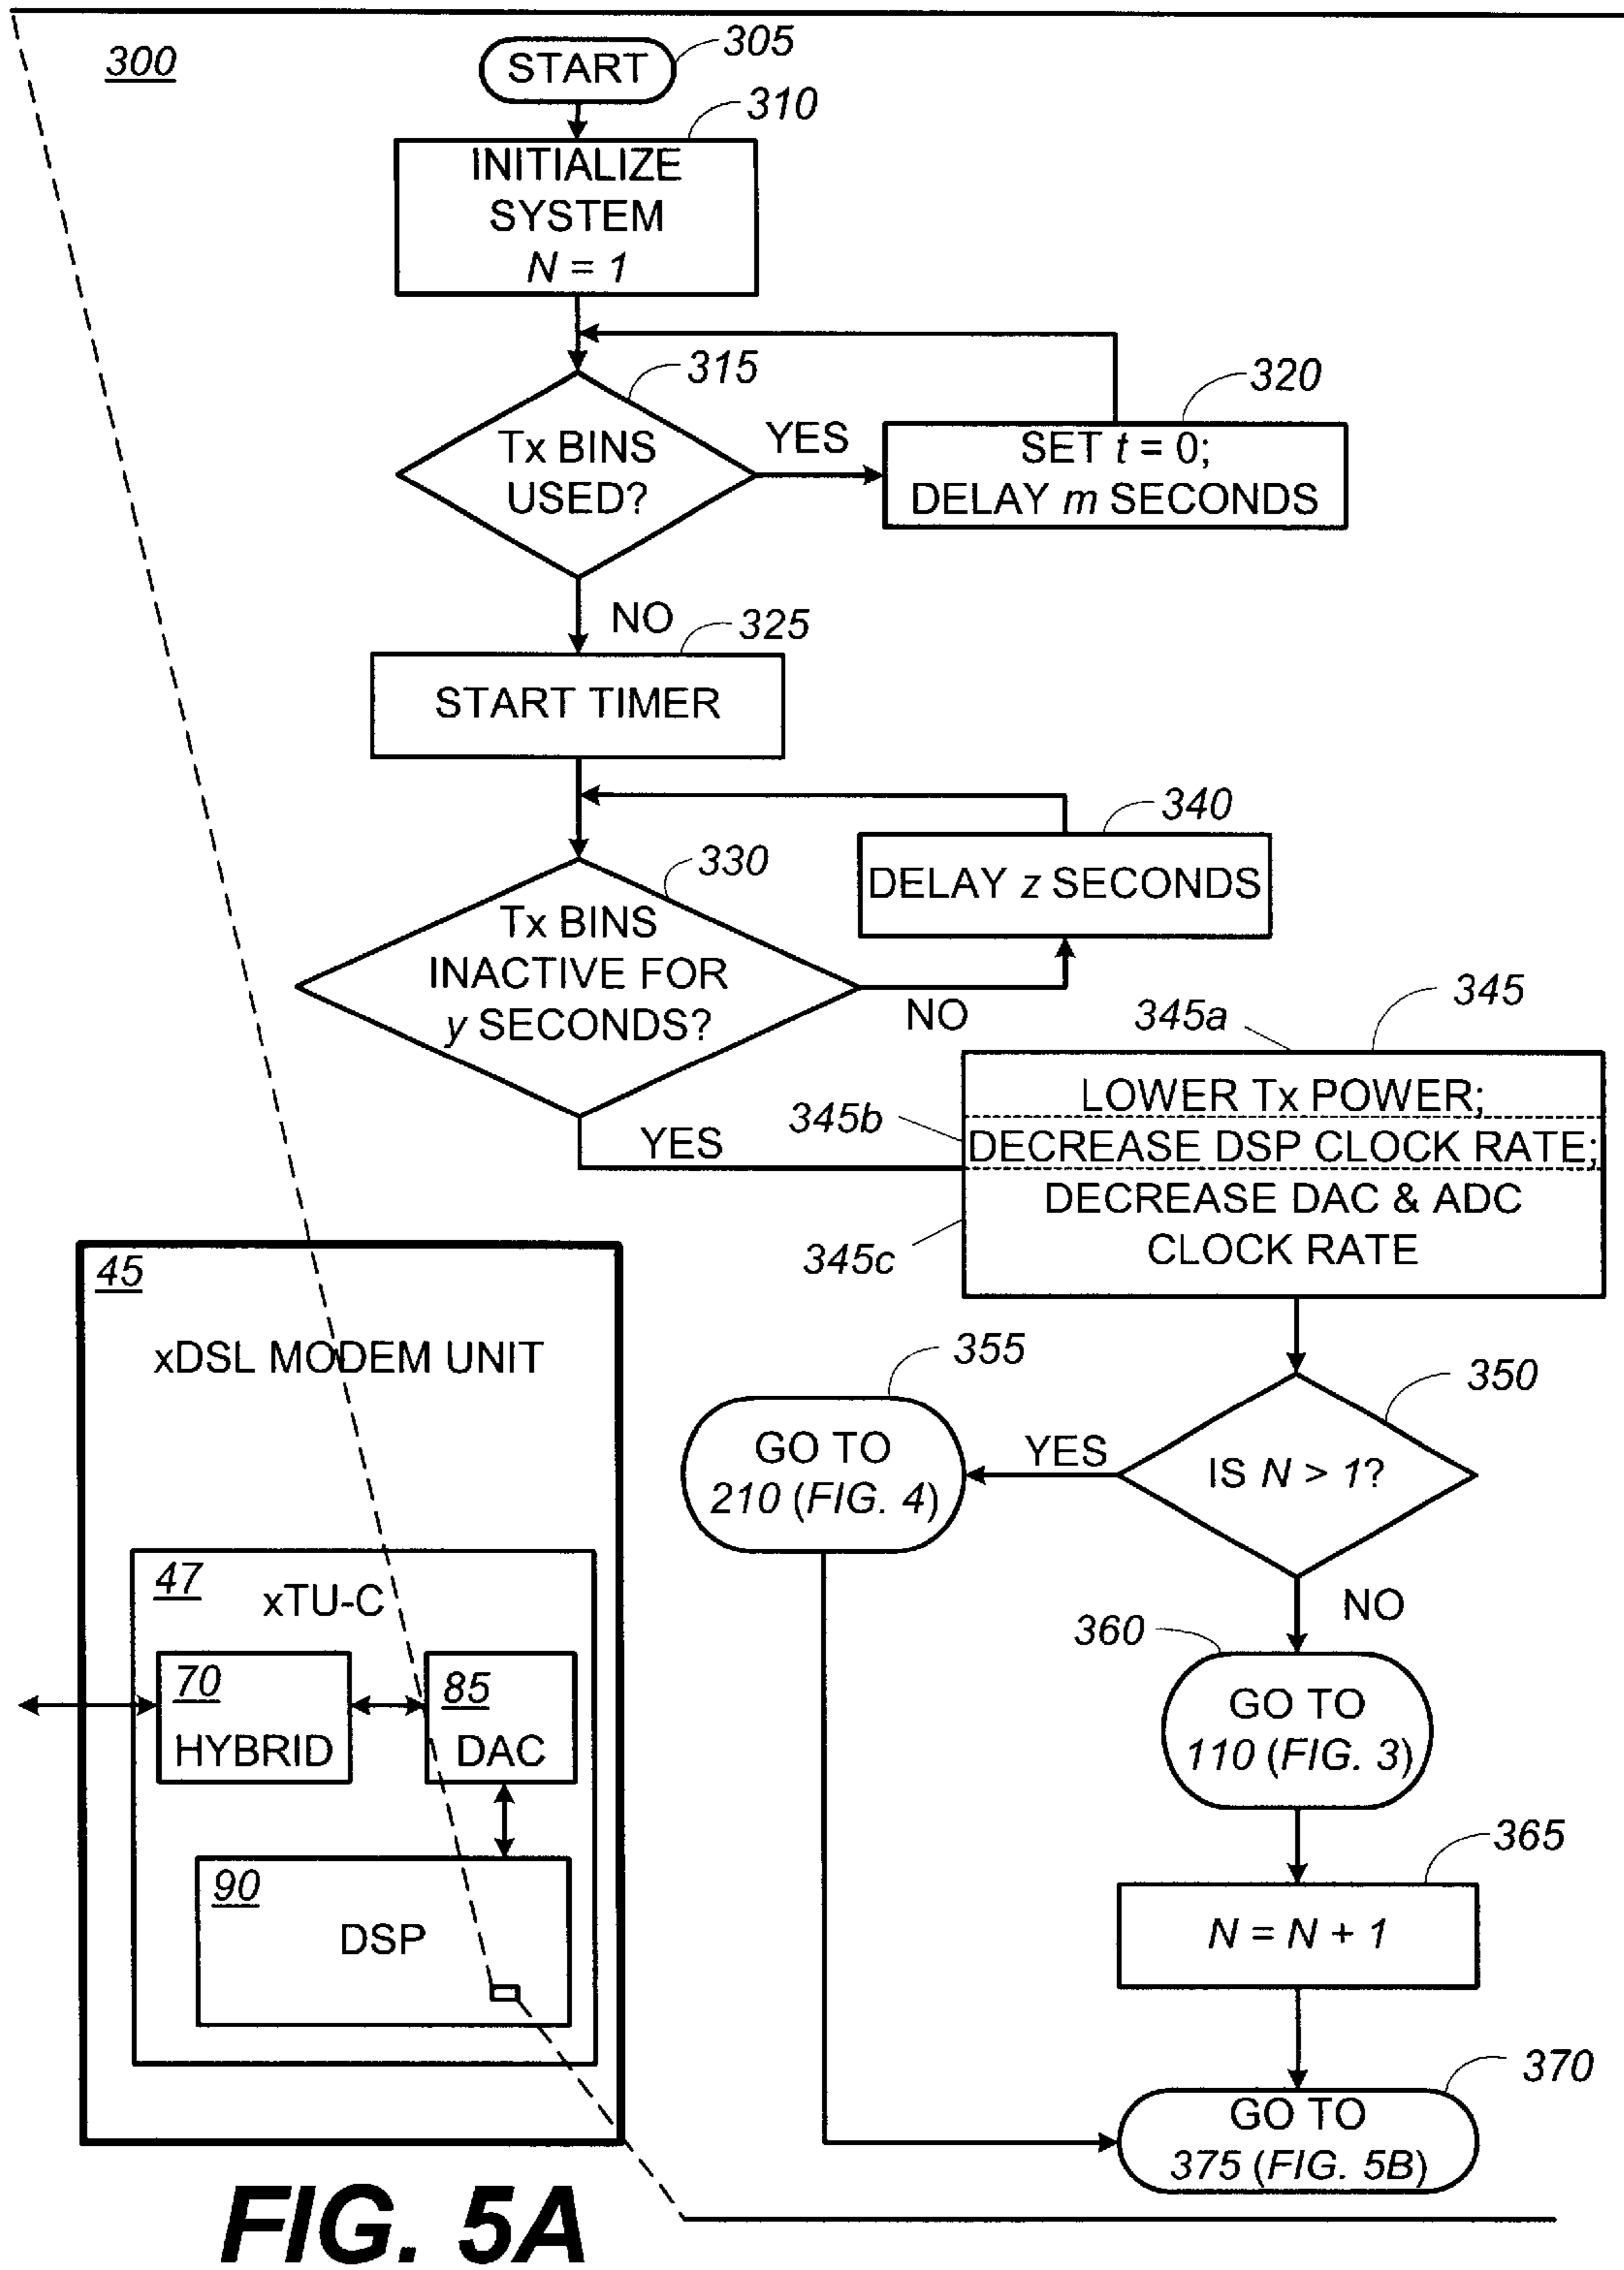 300
START
305
310
INITIALIZE
SYSTEM
N = 1
315
Tx BINS
USED?
YES
320
SET t = 0;
DELAY m SECONDS
NO
325
START TIMER
340
DELAY z SECONDS
330
Tx BINS
INACTIVE FOR
y SECONDS?
NO
YES
345a
345
345b
345c
LOWER Tx POWER;
DECREASE DSP CLOCK RATE;
DECREASE DAC & ADC
CLOCK RATE
355
GO TO
210 (FIG. 4)
YES
350
IS N > 1?
NO
360
GO TO
110 (FIG. 3)
365
N = N + 1
370
GO TO
375 (FIG. 5B)
45
xDSL MODEM UNIT
47
xTU-C
70
HYBRID
85
DAC
90
DSP
FIG. 5A